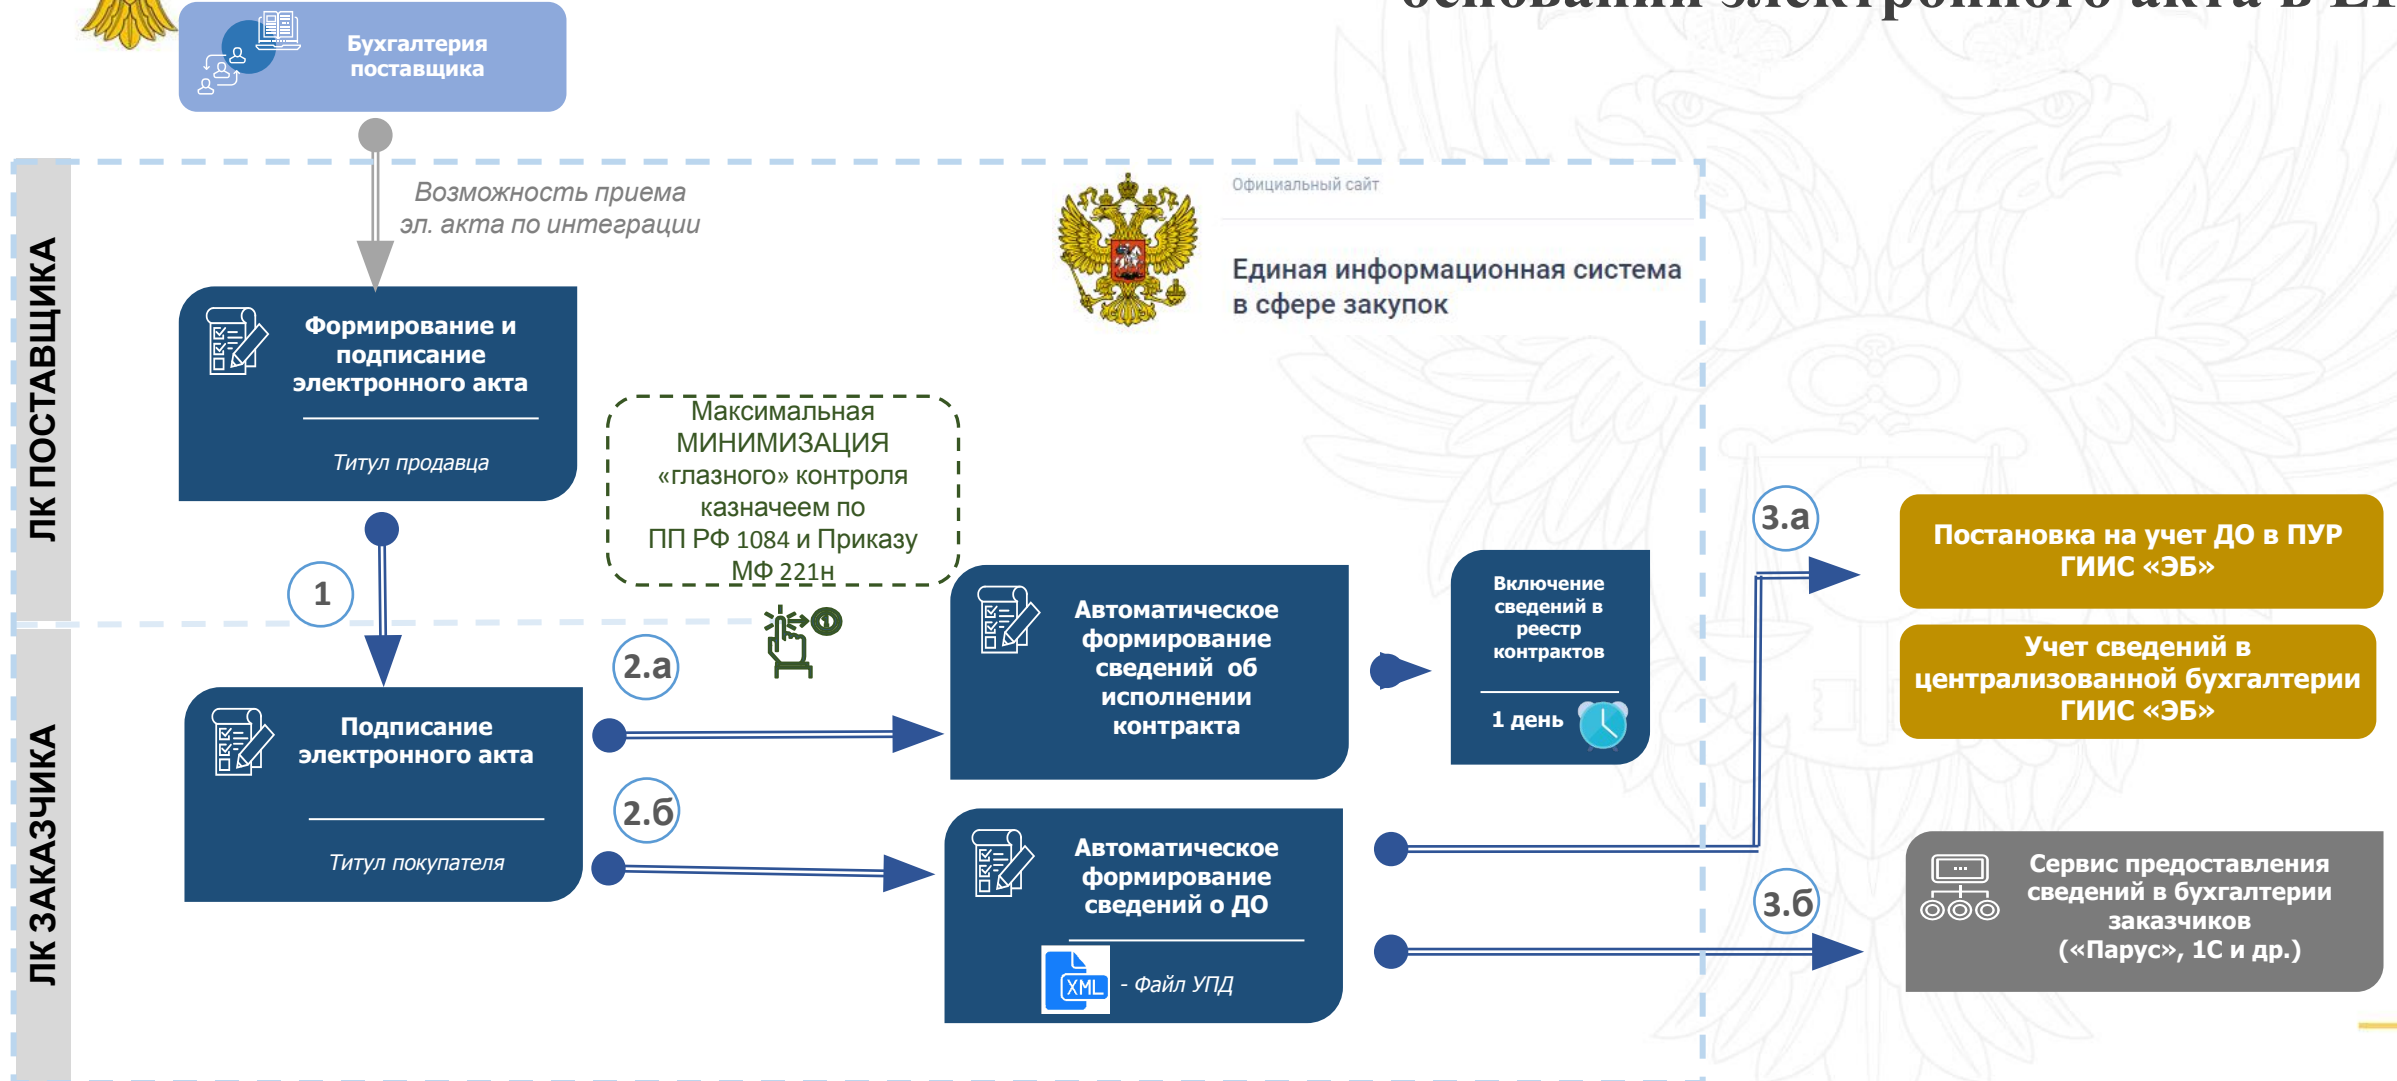 основании электронного акта в
Бухгалтерия
поставщика
Возможность приема
эл. акта по интеграции
Официальный сайт
Единая информационная система
в сфере закупок
ЛК ПОСТАВЩИКА
Формирование и
подписание
электронного акта
Титул продавца
Максимальная
МИНИМИЗАЦИЯ
«глазного» контроля
казначеем по
ПП РФ 1084 и Приказу
МФ 221н
1
2.а
Автоматическое
формирование
сведений об
исполнении
контракта
Включение
сведений в
реестр
контрактов
1 день
3.а
Постановка на учет ДО в ПУР
ГИИС «ЭБ»
Учет сведений в
централизованной бухгалтерии
ГИИС «ЭБ»
ЛК ЗАКАЗЧИКА
Подписание
электронного акта
Титул покупателя
2.б
Автоматическое
формирование
сведений о ДО
XML
- Файл УПД
3.б
Сервис предоставления
сведений в бухгалтерии
заказчиков
(«Парус», 1С и др.)